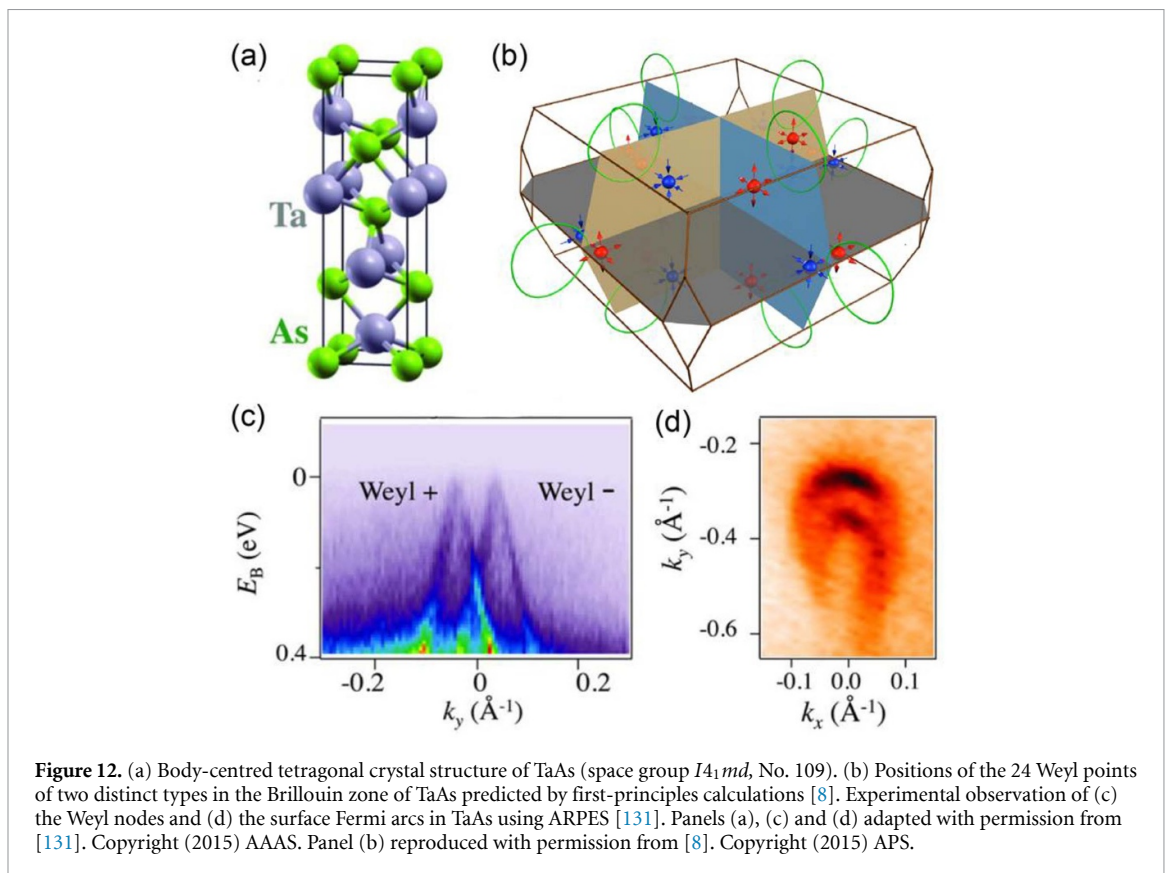 (a)
(b)
Ta
As
(c)
(d)
Weyl +
Weyl −
0
0.4
E_B (eV)
-0.2
0
0.2
k_y (Å⁻¹)
-0.2
-0.4
-0.6
k_y (Å⁻¹)
-0.1
0.0
0.1
k_x (Å⁻¹)
Figure 12. (a) Body-centred tetragonal crystal structure of TaAs (space group I4₁md, No. 109). (b) Positions of the 24 Weyl points
of two distinct types in the Brillouin zone of TaAs predicted by first-principles calculations [8]. Experimental observation of (c)
the Weyl nodes and (d) the surface Fermi arcs in TaAs using ARPES [131]. Panels (a), (c) and (d) adapted with permission from
[131]. Copyright (2015) AAAS. Panel (b) reproduced with permission from [8]. Copyright (2015) APS.